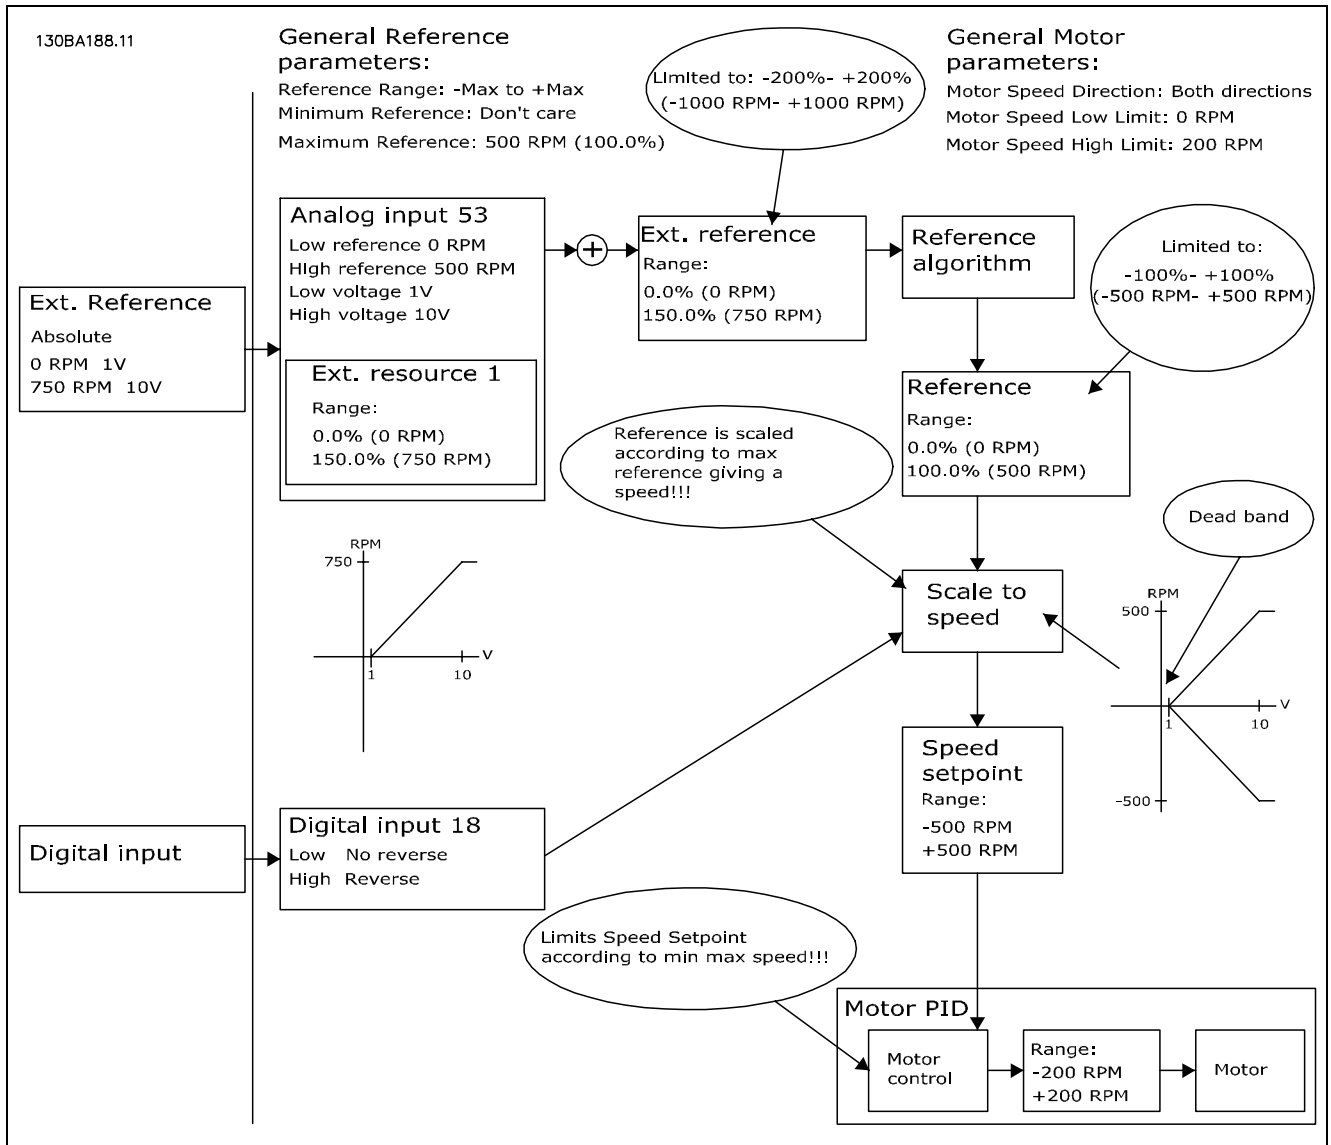 130BA188.11
General Reference
parameters:
Reference Range: -Max to +Max
Minimum Reference: Don't care
Maximum Reference: 500 RPM (100.0%)
Limited to: -200%- +200%
(-1000 RPM- +1000 RPM)
General Motor
parameters:
Motor Speed Direction: Both directions
Motor Speed Low Limit: 0 RPM
Motor Speed High Limit: 200 RPM
Ext. Reference
Absolute
0 RPM 1V
750 RPM 10V
Analog input 53
Low reference 0 RPM
HIgh reference 500 RPM
Low voltage 1V
High voltage 10V
Ext. resource 1
Range:
0.0% (0 RPM)
150.0% (750 RPM)
+
Ext. reference
Range:
0.0% (0 RPM)
150.0% (750 RPM)
Reference
algorithm
Limited to:
-100%- +100%
(-500 RPM- +500 RPM)
Reference
Range:
0.0% (0 RPM)
100.0% (500 RPM)
Reference is scaled
according to max
reference giving a
speed!!!
Dead band
RPM
750
V
1
10
Scale to
speed
RPM
500
V
1
10
-500
Speed
setpoint
Range:
-500 RPM
+500 RPM
Digital input
Digital input 18
Low No reverse
High Reverse
Limits Speed Setpoint
according to min max speed!!!
Motor PID
Motor
control
Range:
-200 RPM
+200 RPM
Motor